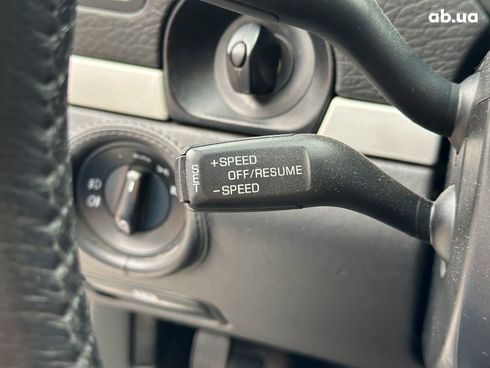 ab.ua
+SPEED
SET OFF/RESUME
-SPEED